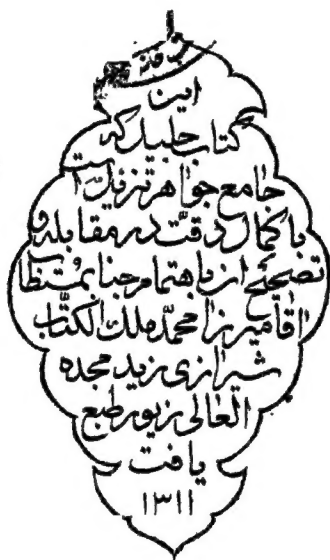 این
کتاب جلیل که
جامع جواهر تنزیل است
با کمال دقت در مقابله و
تصحیح از باهتمام جناب مستطاب
اقا میرزا محمد ملک الکتاب
شیرازی زید مجده
العالی زیور طبع
یافت
۱۳۱۱